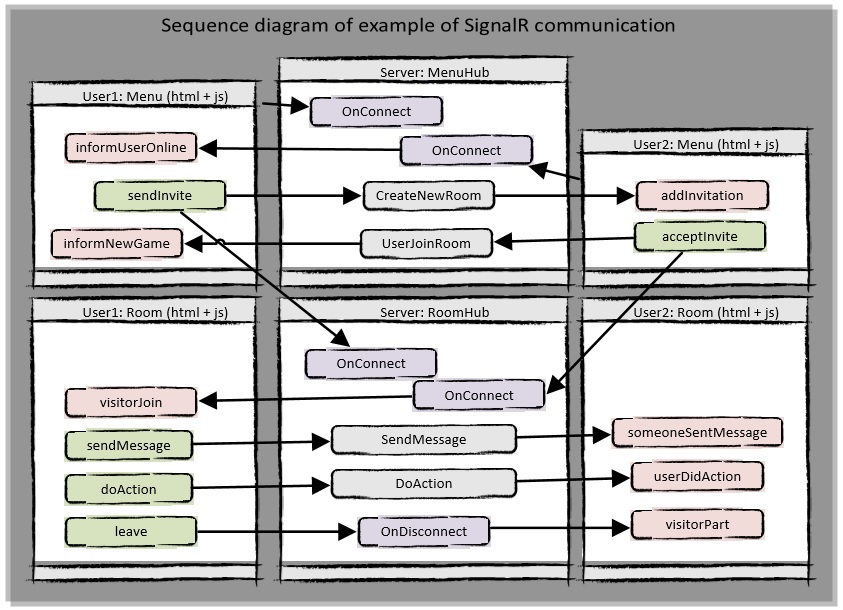 Sequence diagram of example of SignalR communication
Server: MenuHub
User1: Menu (html + js)
OnConnect
informUserOnline
OnConnect
User2: Menu (html + js)
sendInvite
CreateNewRoom
addInvitation
informNewGame
UserJoinRoom
acceptInvite
User1: Room (html + js)
Server: RoomHub
User2: Room (html + js)
OnConnect
visitorJoin
OnConnect
sendMessage
SendMessage
someoneSentMessage
doAction
DoAction
userDidAction
leave
OnDisconnect
visitorPart